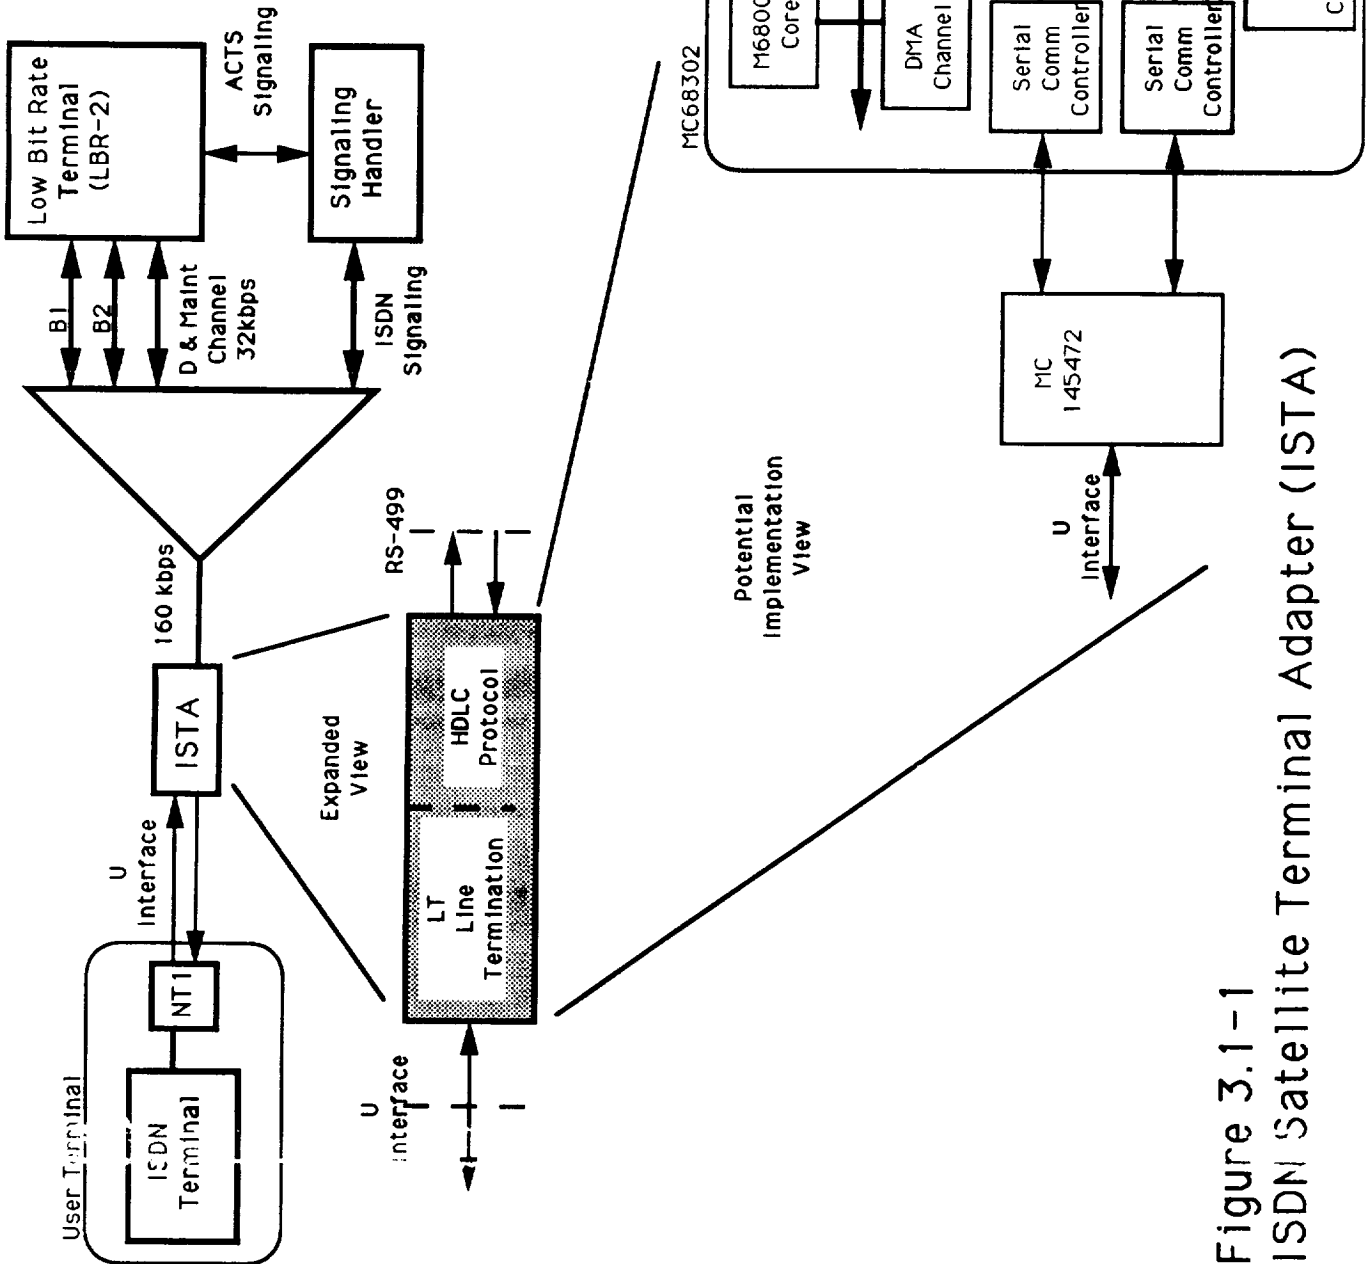 User Terminal
ISDN
Terminal
NT1
U
Interface
ISTA
160 kbps
B1
B2
D & Maint
Channel
32kbps
Low Bit Rate
Terminal
(LBR-2)
ACTS
Signaling
Signaling
Handler
ISDN
Signaling
Expanded
View
U
Interface
LT
Line
Termination
HDLC
Protocol
RS-499
Potential
Implementation
View
U
Interface
MC
145472
MC68302
Core
DMA
Channel
Serial
Comm
Controller
Serial
Comm
Controller
C
Figure 3.1-1
ISDN Satellite Terminal Adapter (ISTA)